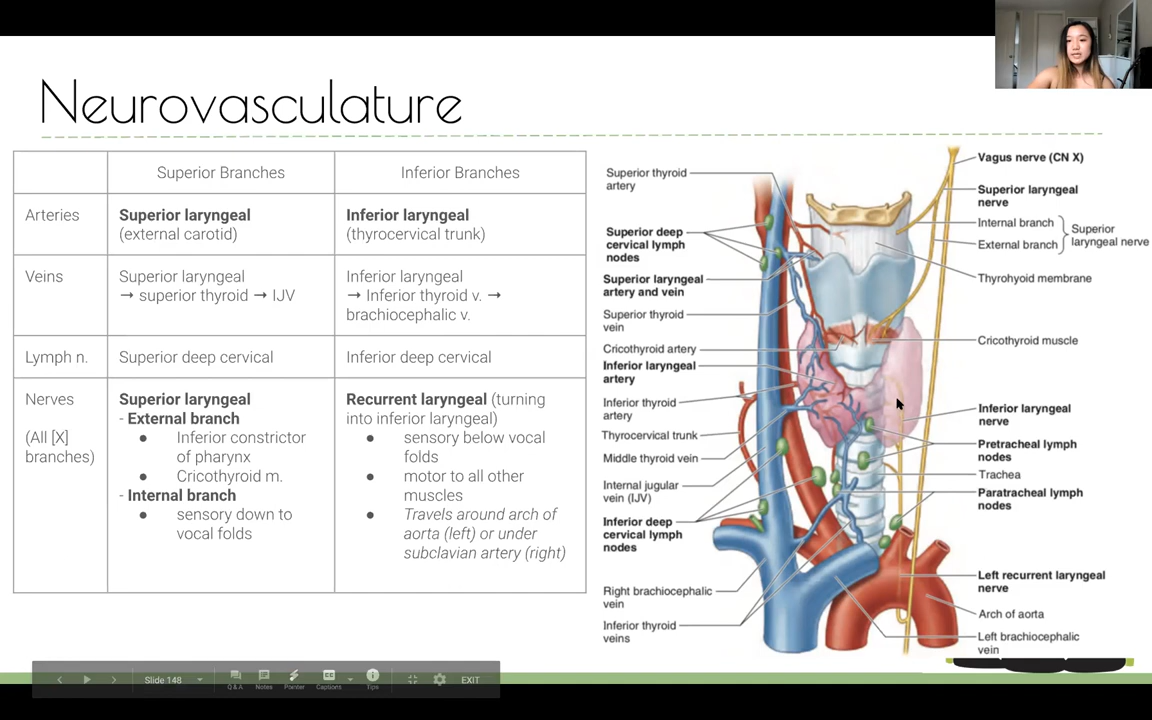 Neurovasculature
Superior Branches
Inferior Branches
Arteries
Superior laryngeal
(external carotid)
Inferior laryngeal
(thyrocervical trunk)
Veins
Superior laryngeal
→ superior thyroid → IJV
Inferior laryngeal
→ Inferior thyroid v. →
brachiocephalic v.
Lymph n.
Superior deep cervical
Inferior deep cervical
Nerves
(All [X]
branches)
Superior laryngeal
- External branch
● Inferior constrictor
of pharynx
● Cricothyroid m.
- Internal branch
● sensory down to
vocal folds
Recurrent laryngeal (turning
into inferior laryngeal)
● sensory below vocal
folds
● motor to all other
muscles
● Travels around arch of
aorta (left) or under
subclavian artery (right)
Superior thyroid
artery
Superior deep
cervical lymph
nodes
Superior laryngeal
artery and vein
Superior thyroid
vein
Cricothyroid artery
Inferior laryngeal
artery
Inferior thyroid
artery
Thyrocervical trunk
Middle thyroid vein
Internal jugular
vein (IJV)
Inferior deep
cervical lymph
nodes
Right brachiocephalic
vein
Inferior thyroid
veins
Vagus nerve (CN X)
Superior laryngeal
nerve
Internal branch
External branch
Superior
laryngeal nerve
Thyrohyoid membrane
Cricothyroid muscle
Inferior laryngeal
nerve
Pretracheal lymph
nodes
Trachea
Paratracheal lymph
nodes
Left recurrent laryngeal
nerve
Arch of aorta
Left brachiocephalic
vein
Slide 148
Q & A
Notes
Pointer
CC
Captions
Tips
EXIT